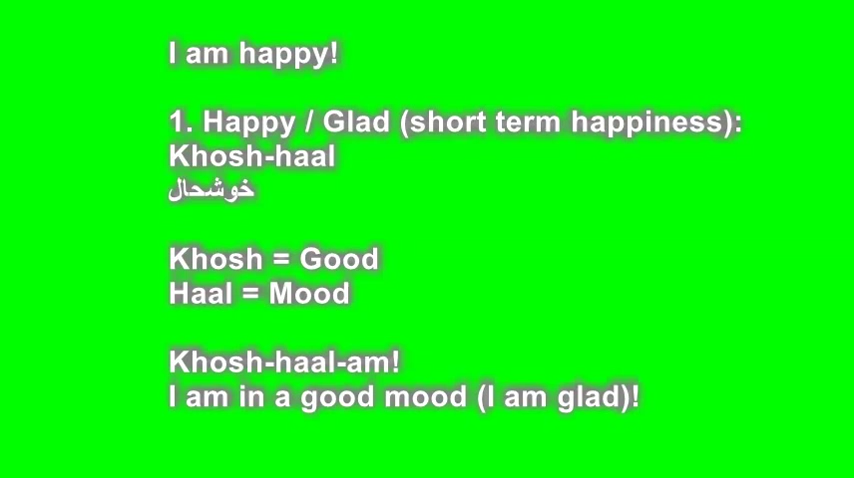 I am happy!
1. Happy / Glad (short term happiness):
Khosh-haal
خوشحال
Khosh = Good
Haal = Mood
Khosh-haal-am!
I am in a good mood (I am glad)!